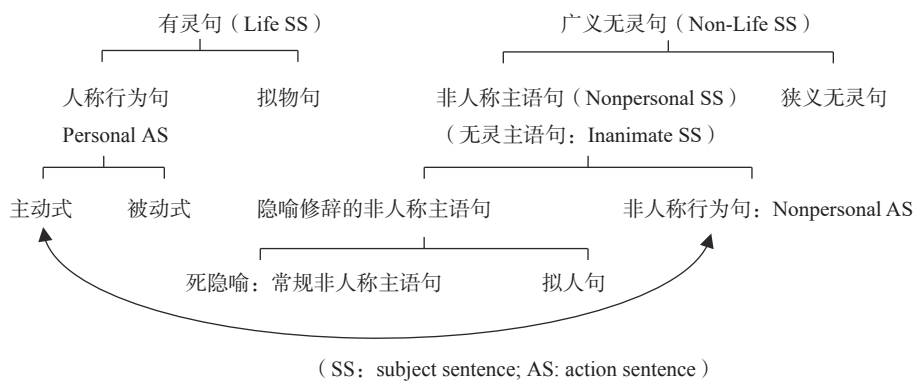 有灵句（Life SS） 广义无灵句（Non-Life SS）
人称行为句 拟物句 非人称主语句（Nonpersonal SS） 狭义无灵句
Personal AS （无灵主语句：Inanimate SS）
主动式 被动式 隐喻修辞的非人称主语句 非人称行为句：Nonpersonal AS
死隐喻：常规非人称主语句 拟人句
（SS：subject sentence; AS: action sentence）